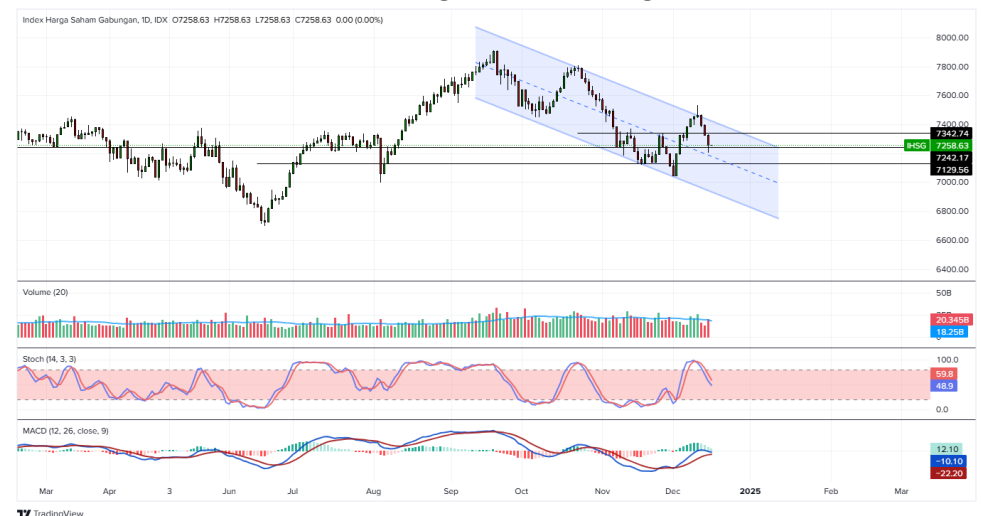 Index Harga Saham Gabungan, 1D, IDX O7258.63 H7258.63 L7258.63 C7258.63 0.00 (0.00%)
8000.00
7800.00
7600.00
7400.00
7342.74
IHSG 7258.63
7242.17
7129.56
7000.00
6800.00
6600.00
6400.00
Volume (20)
50B
20.345B
18.25B
0
Stoch (14, 3, 3)
100.0
59.8
48.9
0.0
MACD (12, 26, close, 9)
12.10
−10.10
−22.20
Mar Apr 3 Jun Jul Aug Sep Oct Nov Dec 2025 Feb Mar
TradingView